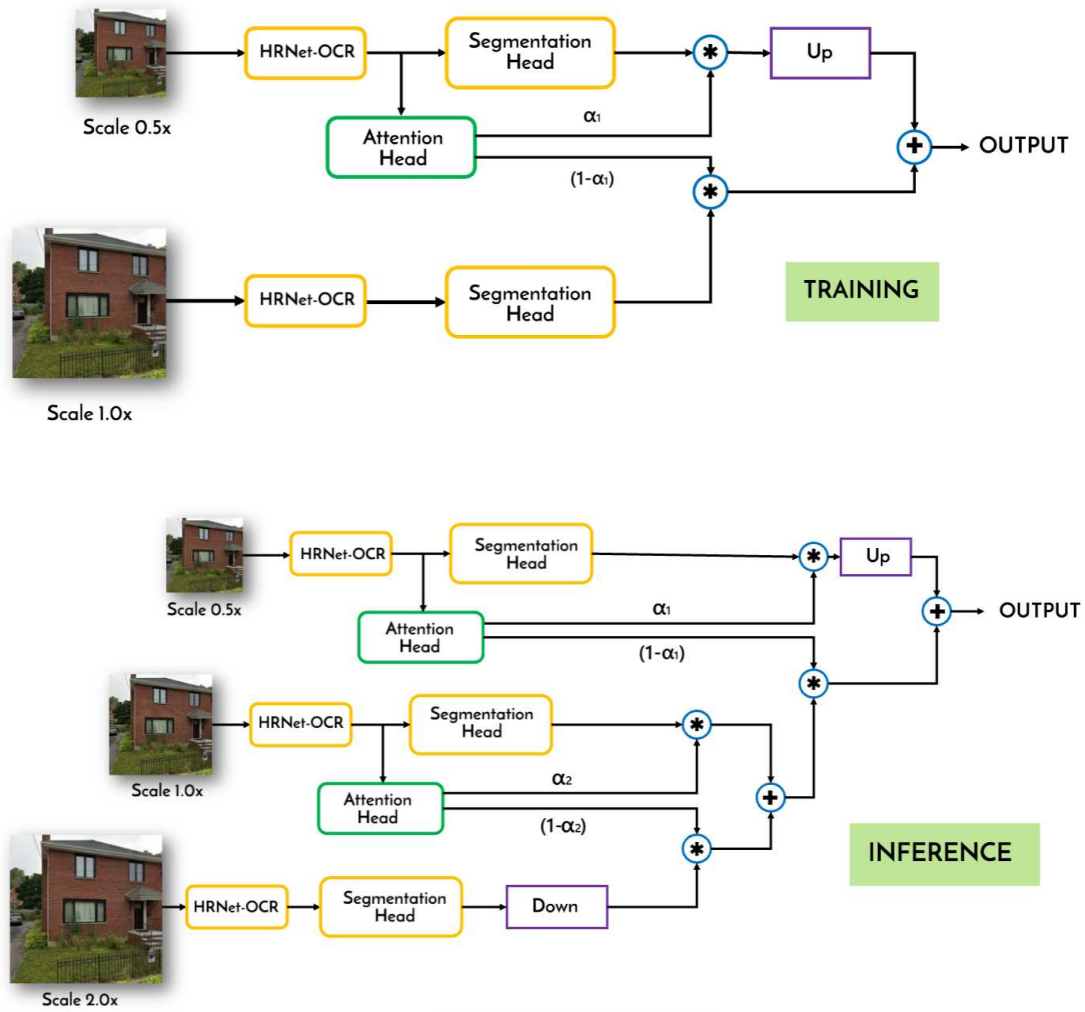 HRNet-OCR
Segmentation
Head
*
Up
Scale 0.5x
α₁
Attention
Head
+
OUTPUT
(1-α₁)
*
HRNet-OCR
Segmentation
Head
TRAINING
Scale 1.0x
HRNet-OCR
Segmentation
Head
*
Up
Scale 0.5x
α₁
Attention
Head
+
OUTPUT
(1-α₁)
*
HRNet-OCR
Segmentation
Head
*
Scale 1.0x
α₂
Attention
Head
+
(1-α₂)
*
INFERENCE
HRNet-OCR
Segmentation
Head
Down
Scale 2.0x